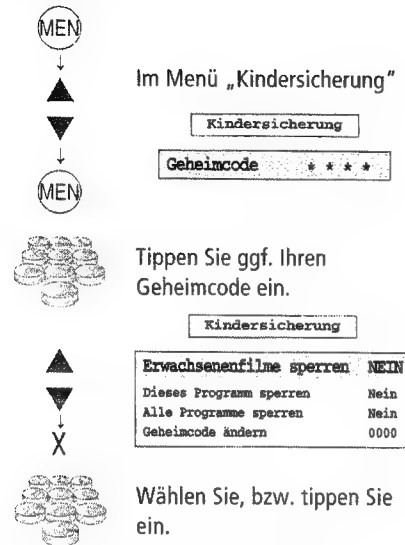 MEN
Im Menü „Kindersicherung"
Kindersicherung
Geheimcode * * * *
MEN
Tippen Sie ggf. Ihren
Geheimcode ein.
Kindersicherung
Erwachsenenfilme sperren NEIN
Dieses Programm sperren Nein
Alle Programme sperren Nein
Geheimcode ändern 0000
X
Wählen Sie, bzw. tippen Sie
ein.